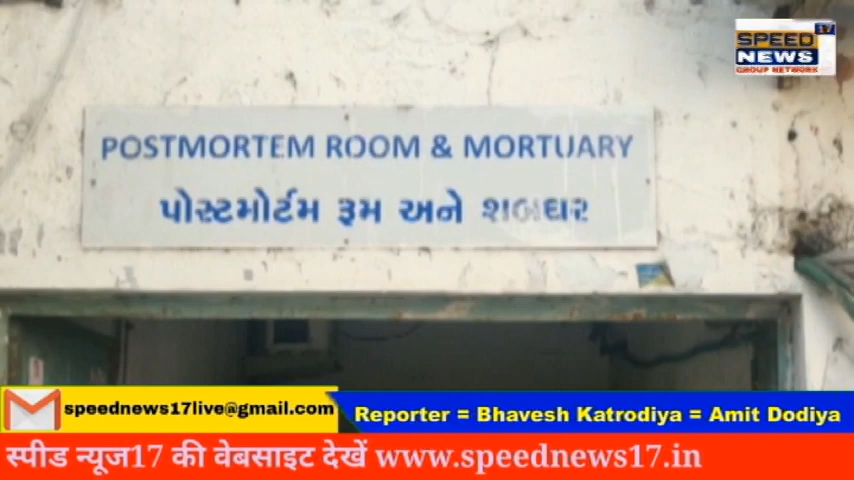 17
SPEED
NEWS
GROUP NETWORK
POSTMORTEM ROOM & MORTUARY
પોસ્ટમોર્ટમ રૂમ અને શબઘર
speednews17live@gmail.com
Reporter = Bhavesh Katrodiya = Amit Dodiya
स्पीड न्यूज17 की वेबसाइट देखें www.speednews17.in